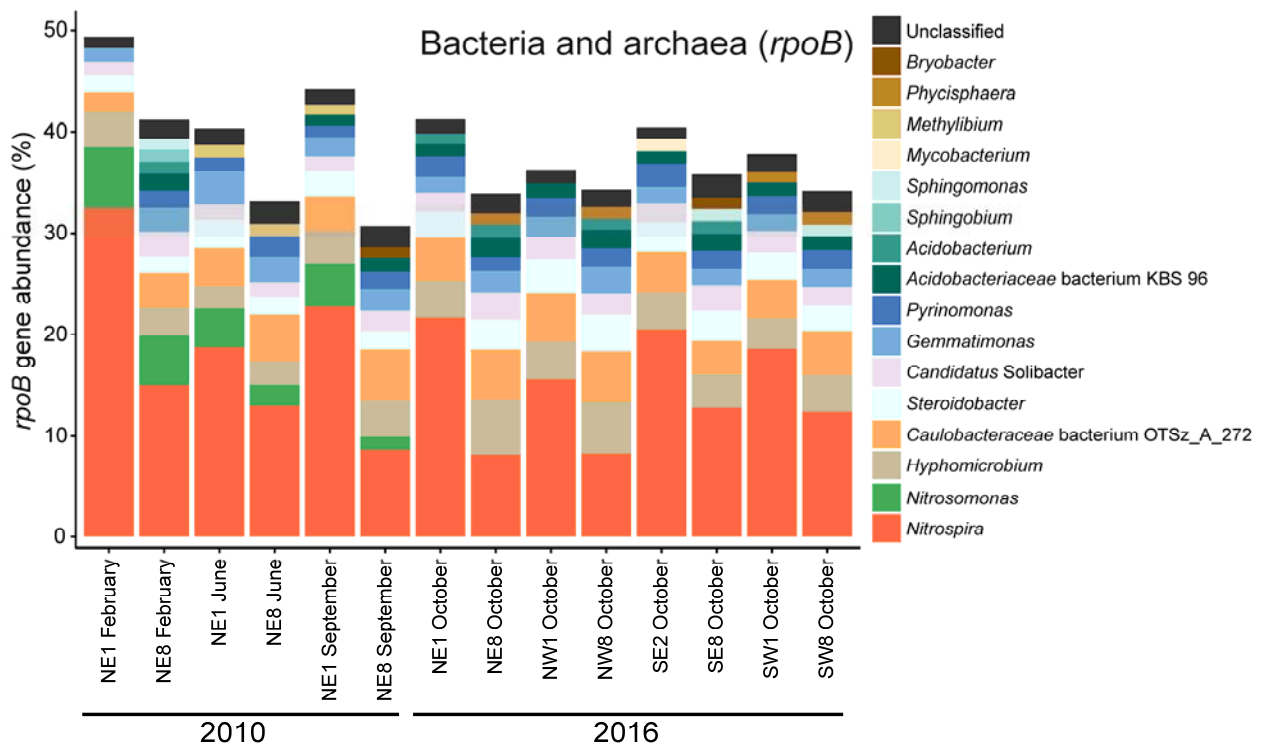 Bacteria and archaea (rpoB)
rpoB gene abundance (%)
50
40
30
20
10
0
NE1 February
NE8 February
NE1 June
NE8 June
NE1 September
NE8 September
NE1 October
NE8 October
NW1 October
NW8 October
SE2 October
SE8 October
SW1 October
SW8 October
2010
2016
Unclassified
Bryobacter
Phycisphaera
Methylibium
Mycobacterium
Sphingomonas
Sphingobium
Acidobacterium
Acidobacteriaceae bacterium KBS 96
Pyrinomonas
Gemmatimonas
Candidatus Solibacter
Steroidobacter
Caulobacteraceae bacterium OTSz_A_272
Hyphomicrobium
Nitrosomonas
Nitrospira